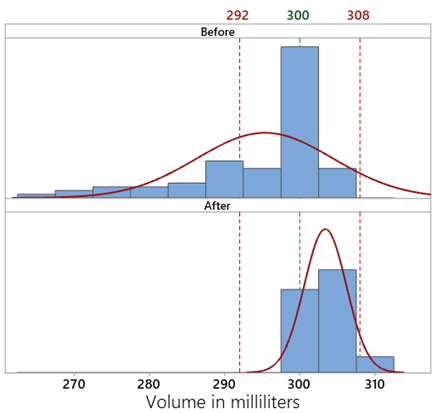 292 300 308
Before
After
270 280 290 300 310
Volume in milliliters